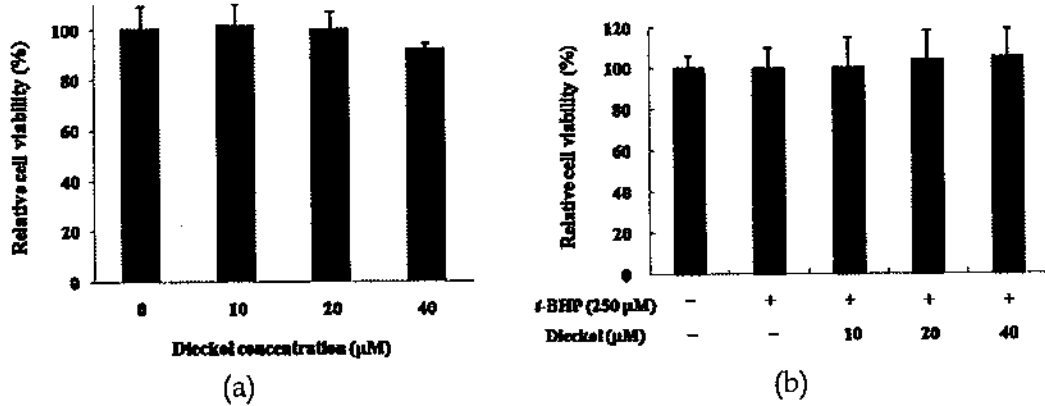 Relative cell viability (%)
100
80
60
40
20
0
0 10 20 40
Dieckol concentration (μM)
(a)
Relative cell viability (%)
120
100
80
60
40
20
0
t-BHP (250 μM) − + + + +
Dieckol (μM) − − 10 20 40
(b)